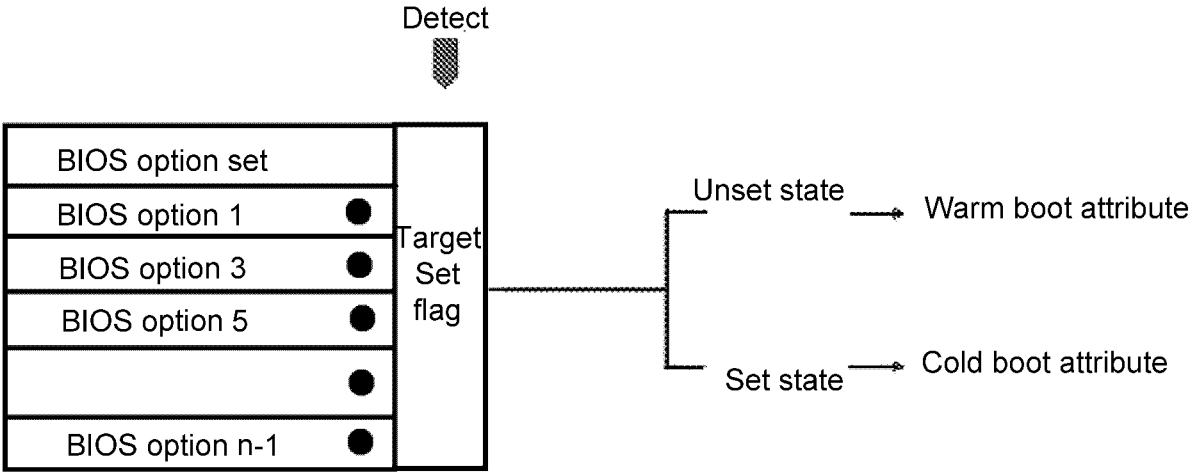 Detect
BIOS option set
BIOS option 1
BIOS option 3
BIOS option 5
BIOS option n-1
Target
Set
flag
Unset state
Warm boot attribute
Set state
Cold boot attribute